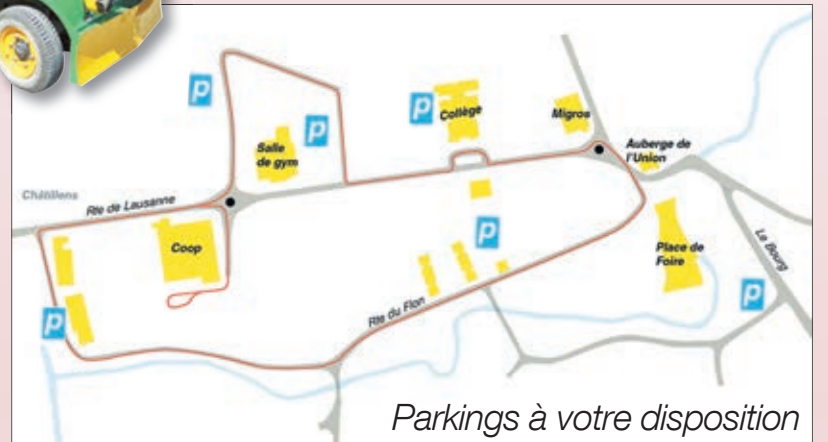 P
P
P
Collège
Migros
Salle
de gym
Auberge de
l'Union
Châtillens
Rte de Lausanne
Coop
P
Place de
Foire
Le Bourg
P
P
Rte du Flon
Parkings à votre disposition